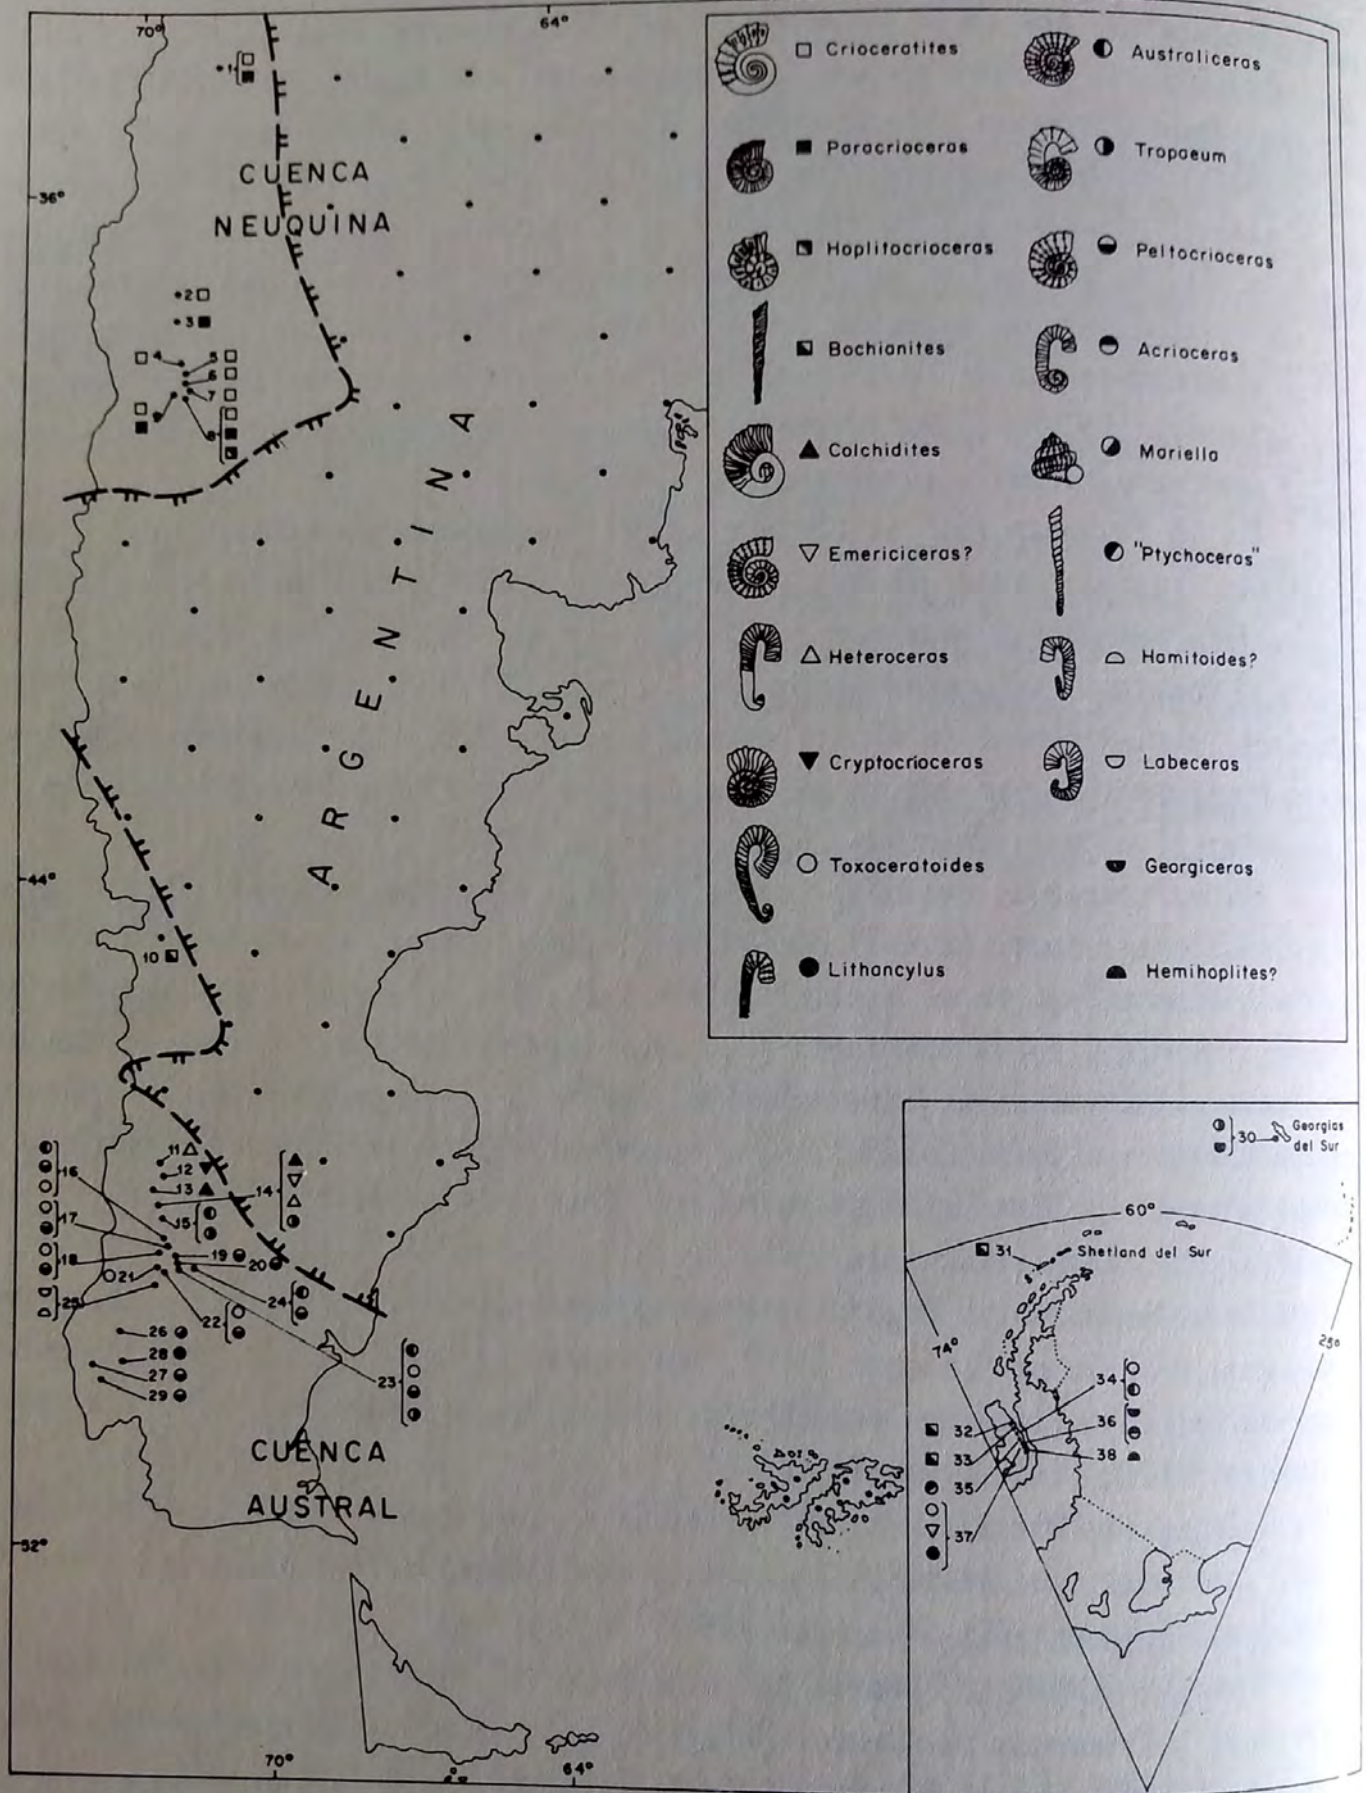 70°
64°
1
CUENCA
NEUQUINA
36°
2
3
4
5
6
7
9
8
ARGENTINA
44°
10
11
12
13
14
15
16
17
18
19
20
21
22
23
24
25
26
28
27
29
CUENCA
AUSTRAL
52°
70°
64°
Crioceratites
Australiceras
Paracrioceras
Tropaeum
Hoplitocrioceras
Peltocrioceras
Bochianites
Acrioceras
Colchidites
Mariella
Emericiceras?
"Ptychoceras"
Heteroceras
Hamitoides?
Cryptocrioceras
Labeceras
Toxoceratoides
Georgiceras
Lithancylus
Hemihoplites?
30
Georgias
del Sur
60°
31
Shetland del Sur
74°
25°
34
32
36
33
38
35
37